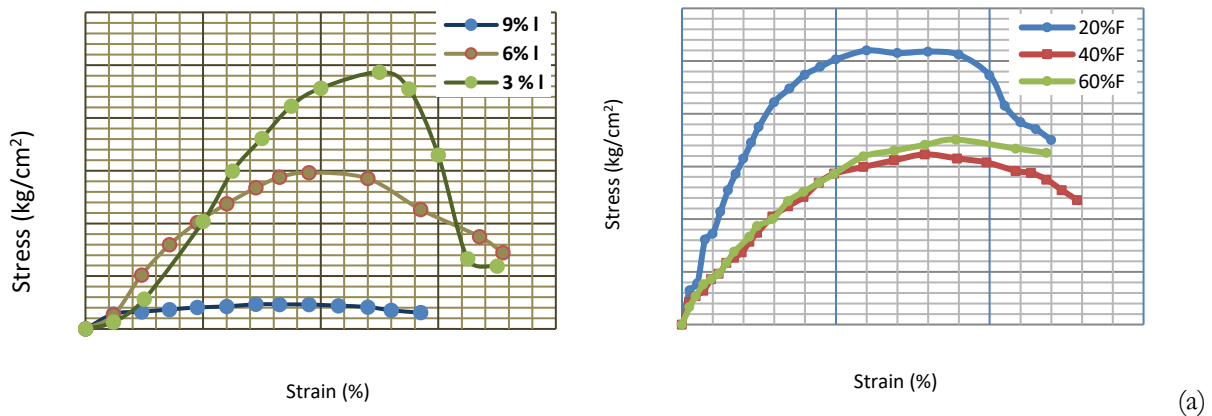 9% l
6% l
3 % l
Stress (kg/cm²)
Strain (%)
20%F
40%F
60%F
Stress (kg/cm²)
Strain (%)
(a)